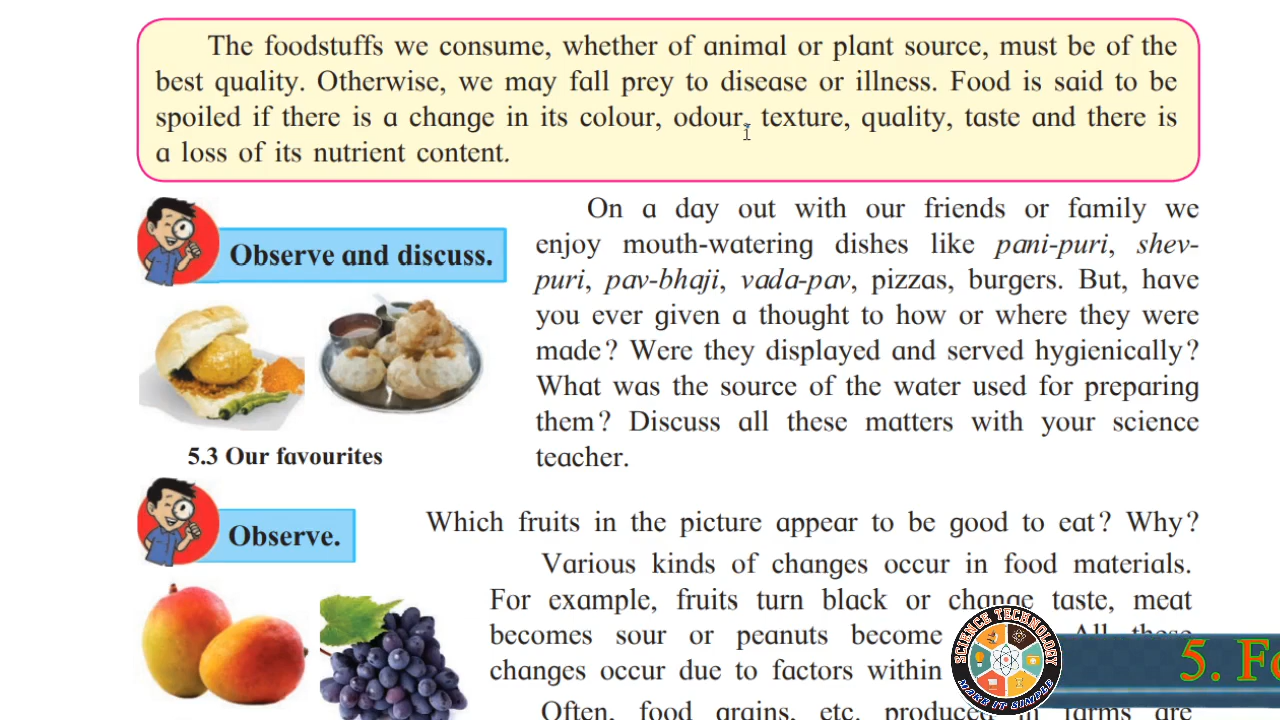 The foodstuffs we consume, whether of animal or plant source, must be of the
best quality. Otherwise, we may fall prey to disease or illness. Food is said to be
spoiled if there is a change in its colour, odour, texture, quality, taste and there is
a loss of its nutrient content.
Observe and discuss.
5.3 Our favourites
On a day out with our friends or family we
enjoy mouth-watering dishes like pani-puri, shev-
puri, pav-bhaji, vada-pav, pizzas, burgers. But, have
you ever given a thought to how or where they were
made? Were they displayed and served hygienically?
What was the source of the water used for preparing
them? Discuss all these matters with your science
teacher.
Observe.
Which fruits in the picture appear to be good to eat? Why?
Various kinds of changes occur in food materials.
For example, fruits turn black or change taste, meat
becomes sour or peanuts become All these
changes occur due to factors within
Often, food grains, etc. produced in farms are
SCIENCE TECHNOLOGY
MAKE IT SIMPLE
5. Fo